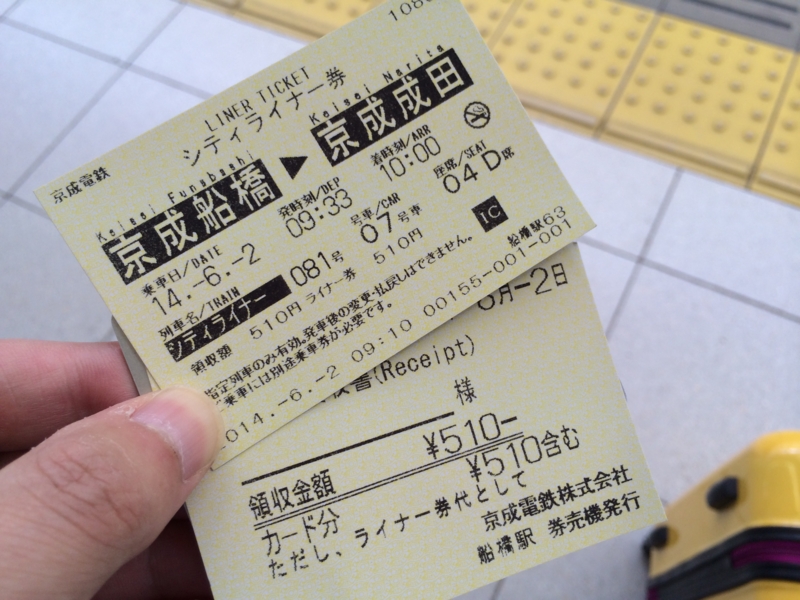 108
LINER TICKET
シティライナー券
京成電鉄
Keisei Funabashi Keisei Narita
京成船橋 ▶ 京成成田
乗車日/DATE 発時刻/DEP 着時刻/ARR
14.-6.-2 09:33 10:00
列車名/TRAIN 号車/CAR 座席/SEAT
シティライナー 081号 07号車 04D席
領収額 510円 ライナー券 510円 IC
指定列車のみ有効。発車後の変更・払戻しはできません。
乗車には別途乗車券が必要です。 船橋駅63
2014.-6.-2 09:10 00155-001-001
月-2日
書(Receipt)
様
領収金額 ¥510-
カード分 ¥510含む
ただし、ライナー券代として
京成電鉄株式会社
船橋駅 券売機発行